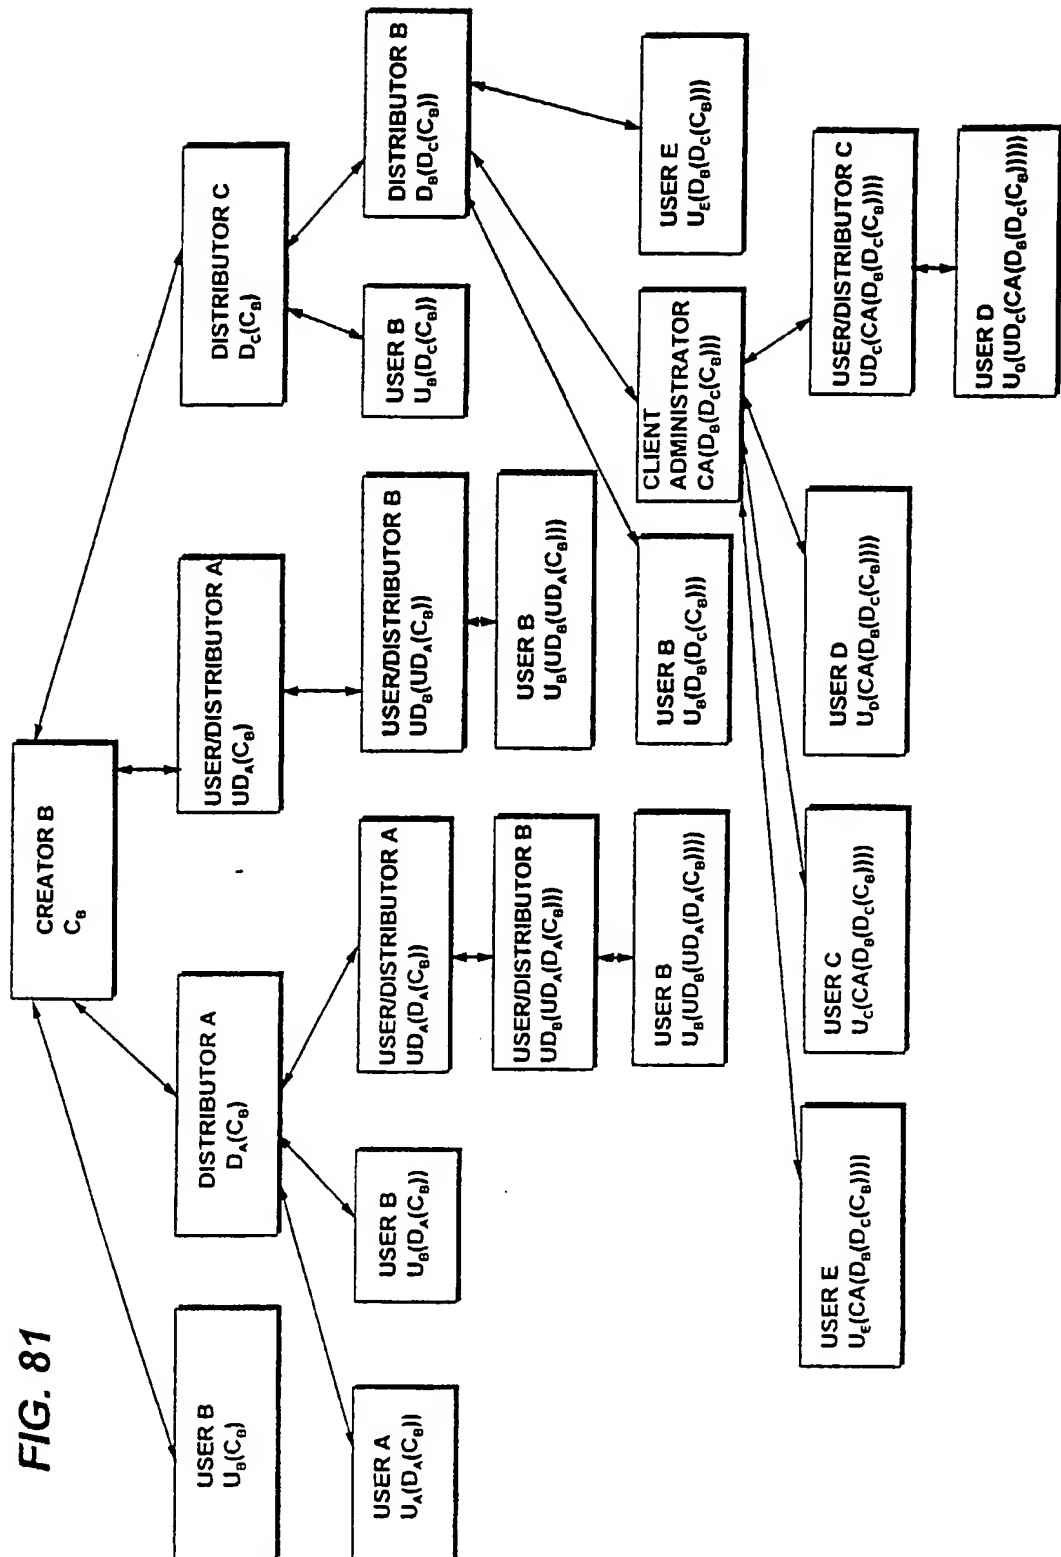 FIG. 81
CREATOR B
C_B
USER B
U_B(C_B)
DISTRIBUTOR A
D_A(C_B)
USER/DISTRIBUTOR A
UD_A(C_B)
DISTRIBUTOR C
D_C(C_B)
USER A
U_A(D_A(C_B))
USER B
U_B(D_A(C_B))
USER/DISTRIBUTOR A
UD_A(D_A(C_B))
USER/DISTRIBUTOR B
UD_B(UD_A(C_B))
USER B
U_B(D_C(C_B))
DISTRIBUTOR B
D_B(D_C(C_B))
USER/DISTRIBUTOR B
UD_B(UD_A(D_A(C_B)))
USER B
U_B(UD_B(UD_A(C_B)))
USER B
U_B(UD_B(UD_A(D_A(C_B))))
USER B
U_B(D_B(D_C(C_B)))
CLIENT
ADMINISTRATOR
CA(D_B(D_C(C_B)))
USER E
U_E(D_B(D_C(C_B)))
USER E
U_E(CA(D_B(D_C(C_B))))
USER C
U_C(CA(D_B(D_C(C_B))))
USER D
U_D(CA(D_B(D_C(C_B))))
USER/DISTRIBUTOR C
UD_C(CA(D_B(D_C(C_B))))
USER D
U_D(UD_C(CA(D_B(D_C(C_B)))))